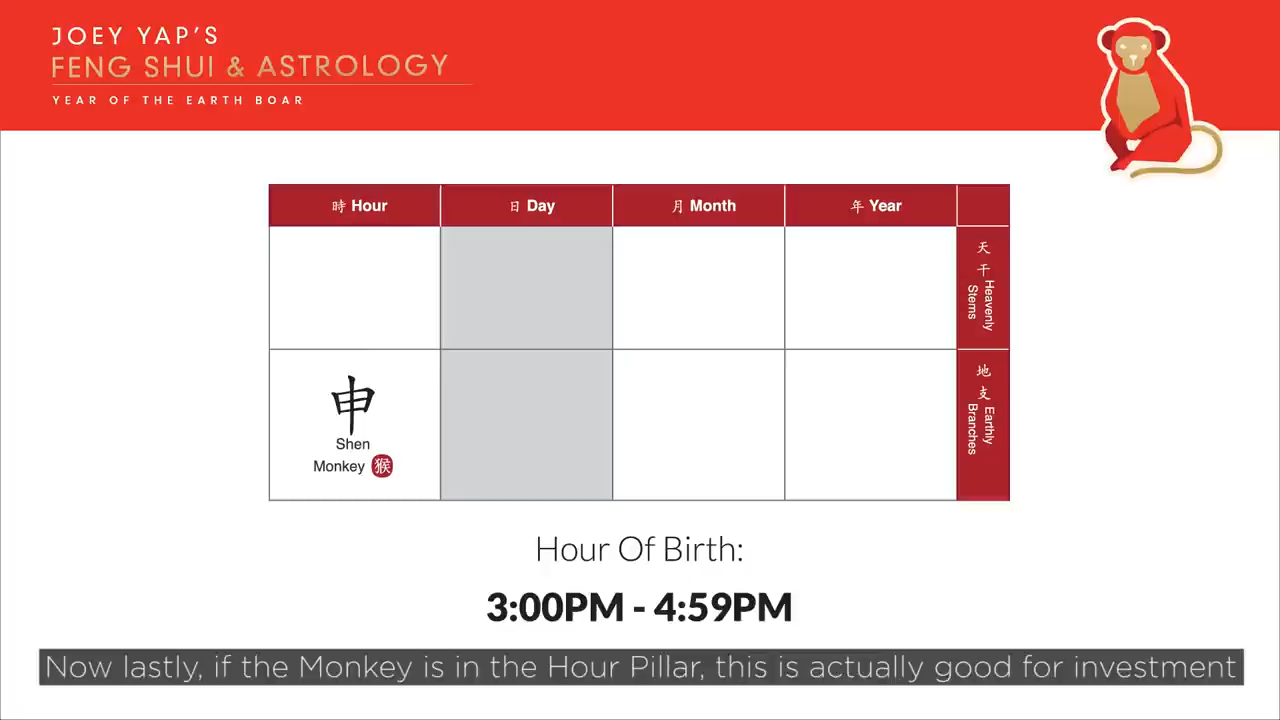 JOEY YAP'S
FENG SHUI & ASTROLOGY
YEAR OF THE EARTH BOAR
時 Hour
日 Day
月 Month
年 Year
天干 Heavenly Stems
申
Shen
Monkey 猴
地支 Earthly Branches
Hour Of Birth:
3:00PM - 4:59PM
Now lastly, if the Monkey is in the Hour Pillar, this is actually good for investment